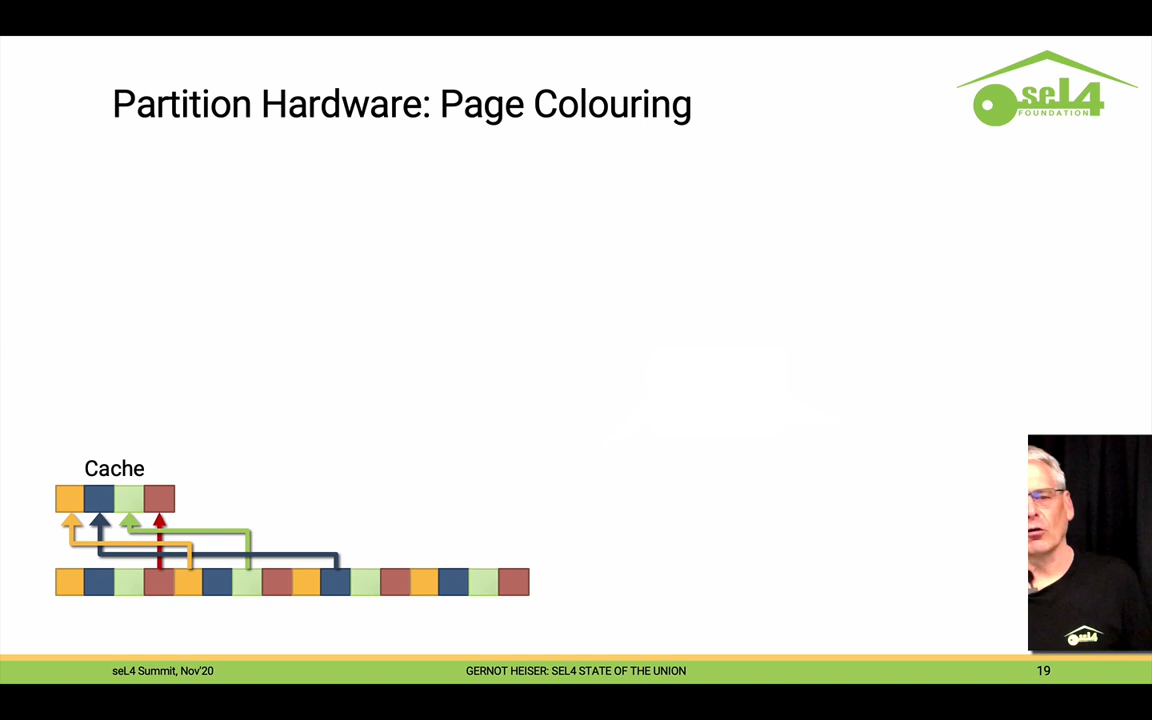 Partition Hardware: Page Colouring
seL4
FOUNDATION
Cache
seL4
seL4 Summit, Nov'20
GERNOT HEISER: SEL4 STATE OF THE UNION
19